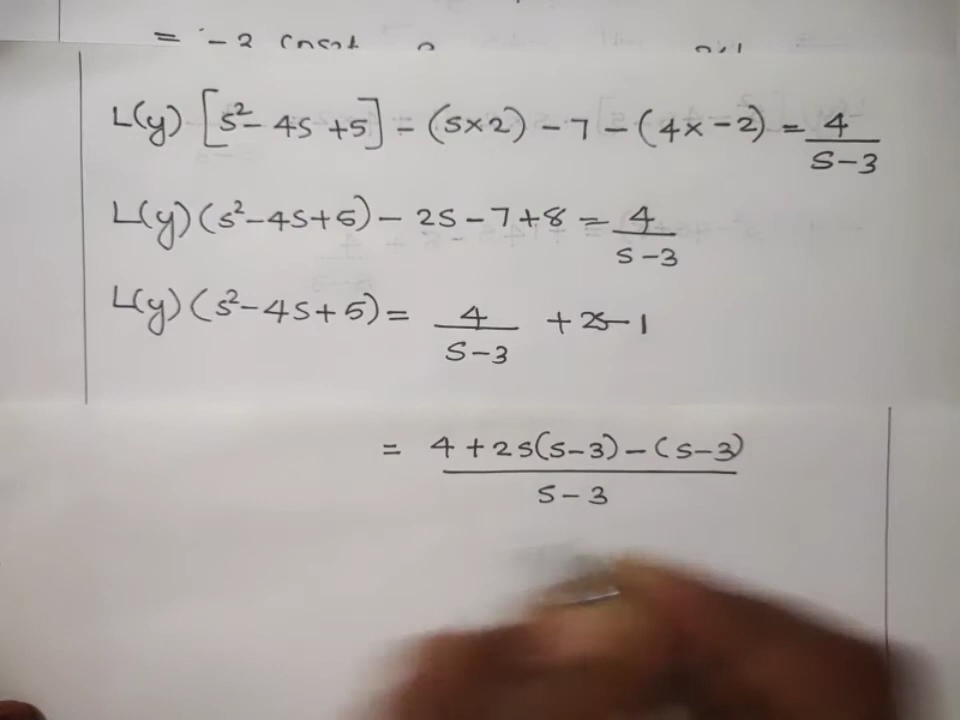 = -2
L(y) [s²- 4s +5] = (s×2) - 7 - (4×-2) = 4/(s-3)
L(y) (s²-4s+5) - 2s - 7 + 8 = 4/(s-3)
L(y) (s²-4s+5) = 4/(s-3) + 2s-1
= (4+2s(s-3)-(s-3))/(s-3)